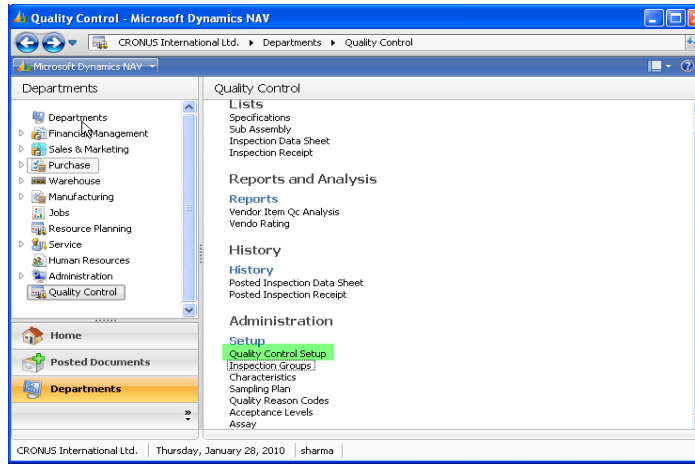 Quality Control - Microsoft Dynamics NAV
CRONUS International Ltd. Departments Quality Control
Microsoft Dynamics NAV
Departments
Departments
Financial Management
Sales & Marketing
Purchase
Warehouse
Manufacturing
Jobs
Resource Planning
Service
Human Resources
Administration
Quality Control
Home
Posted Documents
Departments
Quality Control
Lists
Specifications
Sub Assembly
Inspection Data Sheet
Inspection Receipt
Reports and Analysis
Reports
Vendor Item Qc Analysis
Vendo Rating
History
History
Posted Inspection Data Sheet
Posted Inspection Receipt
Administration
Setup
Quality Control Setup
Inspection Groups
Characteristics
Sampling Plan
Quality Reason Codes
Acceptance Levels
Assay
CRONUS International Ltd. Thursday, January 28, 2010 sharma